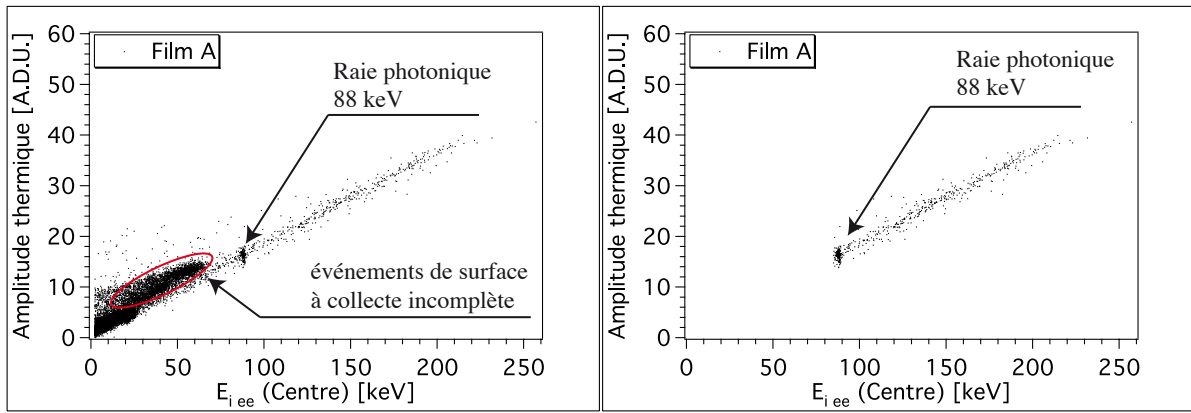 Film A
Raie photonique
88 keV
événements de surface
à collecte incomplète
Amplitude thermique [A.D.U.]
60
50
40
30
20
10
0
0 50 100 150 200 250
E i ee (Centre) [keV]
Film A
Raie photonique
88 keV
Amplitude thermique [A.D.U.]
60
50
40
30
20
10
0
0 50 100 150 200 250
E i ee (Centre) [keV]